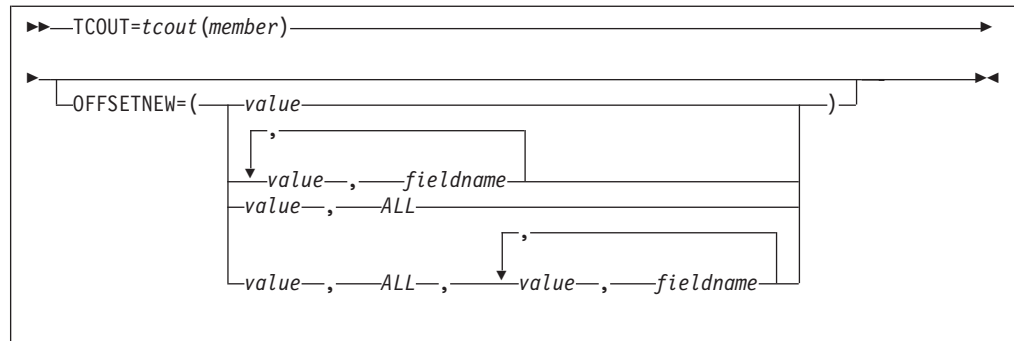 TCOUT=tcout(member)
OFFSETNEW=( value )
,
value , fieldname
value , ALL
,
value , ALL , value , fieldname